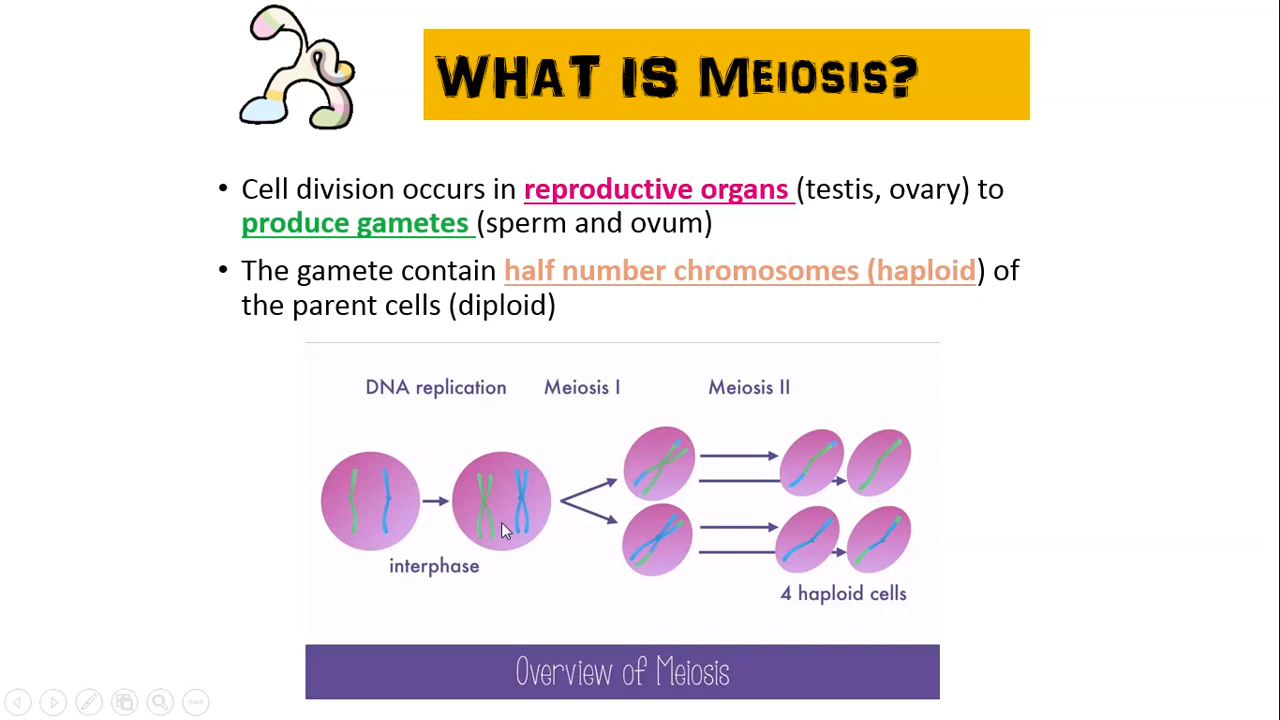 WHAT IS MEIOSIS?
• Cell division occurs in reproductive organs (testis, ovary) to
produce gametes (sperm and ovum)
• The gamete contain half number chromosomes (haploid) of
the parent cells (diploid)
DNA replication Meiosis I Meiosis II
interphase
4 haploid cells
Overview of Meiosis